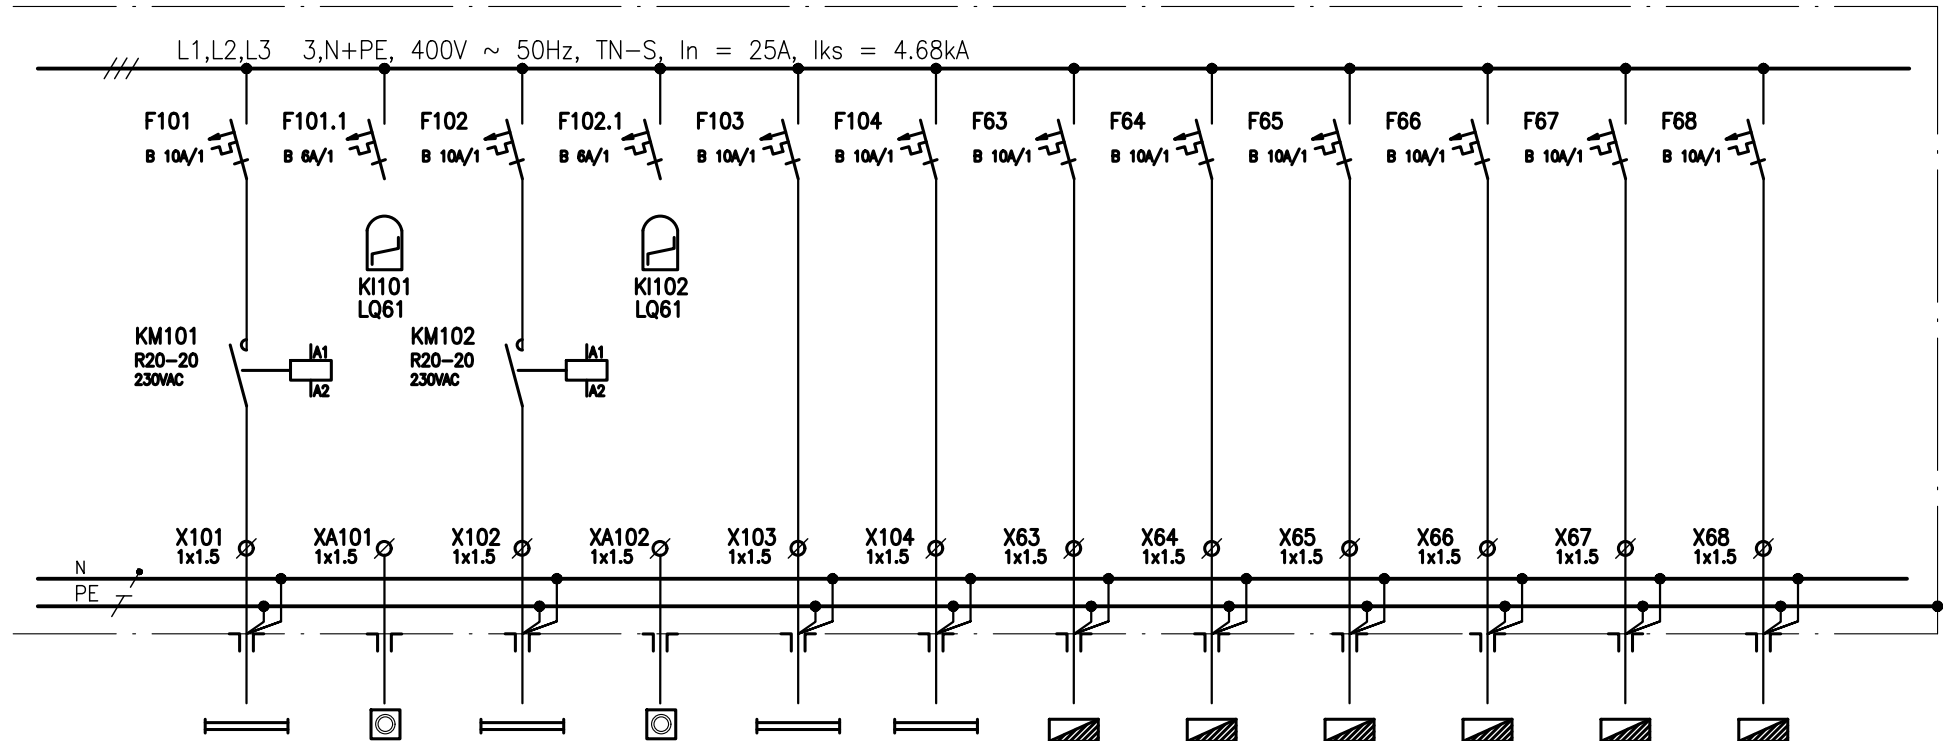 L1,L2,L3 3,N+PE, 400V ~ 50Hz, TN-S, In = 25A, Iks = 4.68kA
F101 F101.1 F102 F102.1 F103 F104 F63 F64 F65 F66 F67 F68
B 10A/1 B 6A/1 B 10A/1 B 6A/1 B 10A/1 B 10A/1 B 10A/1 B 10A/1 B 10A/1 B 10A/1 B 10A/1 B 10A/1
KI101 KI102
LQ61 LQ61
KM101 KM102
R20-20 A1 R20-20 A1
230VAC A2 230VAC A2
X101 XA101 X102 XA102 X103 X104 X63 X64 X65 X66 X67 X68
1x1.5 1x1.5 1x1.5 1x1.5 1x1.5 1x1.5 1x1.5 1x1.5 1x1.5 1x1.5 1x1.5 1x1.5
N
PE